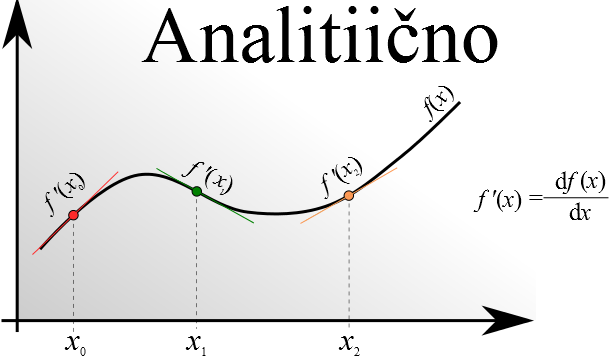 Analitiično
f(x)
f'(x₀)
f'(x₁)
f'(x₂)
f'(x) = df(x)/dx
x₀ x₁ x₂